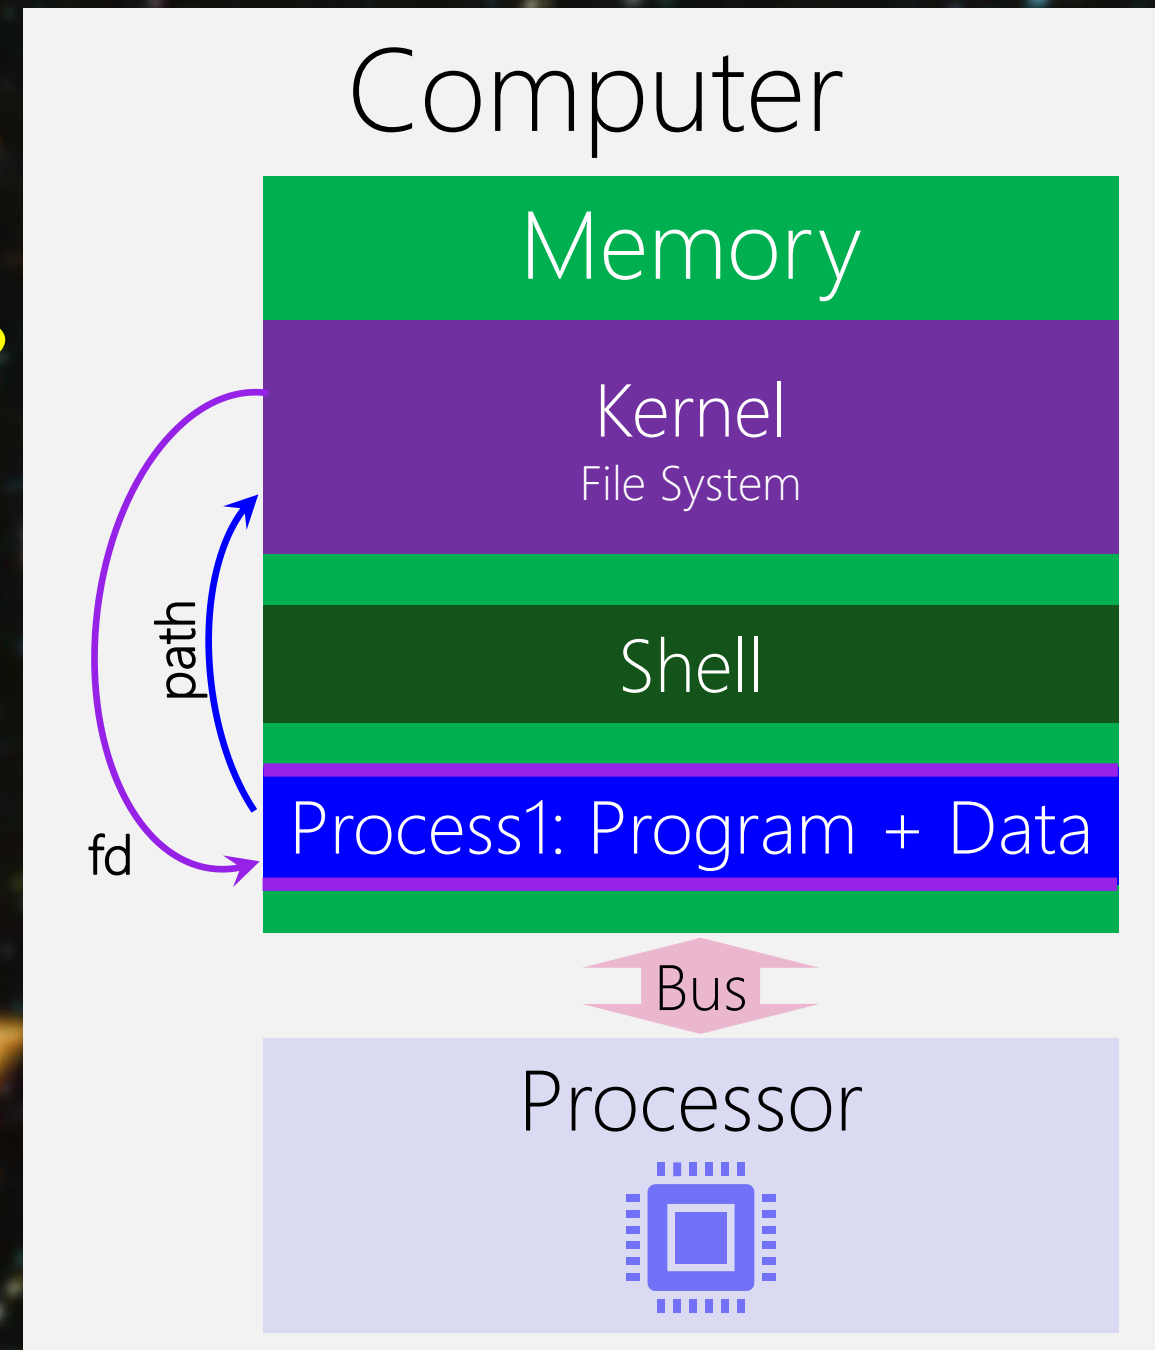 Computer
Memory
Kernel
File System
path
Shell
Process1: Program + Data
fd
Bus
Processor